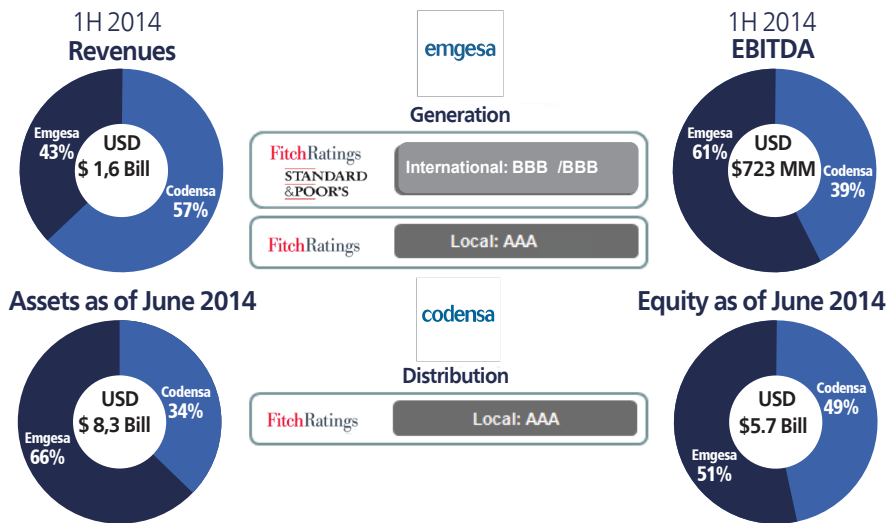 1H 2014
Revenues
Emgesa
43%
USD
$ 1,6 Bill
Codensa
57%
emgesa
Generation
FitchRatings
STANDARD
&POOR'S
International: BBB /BBB
FitchRatings
Local: AAA
1H 2014
EBITDA
Emgesa
61%
USD
$723 MM
Codensa
39%
Assets as of June 2014
Codensa
34%
USD
$ 8,3 Bill
Emgesa
66%
codensa
Distribution
FitchRatings
Local: AAA
Equity as of June 2014
Codensa
49%
USD
$5.7 Bill
Emgesa
51%